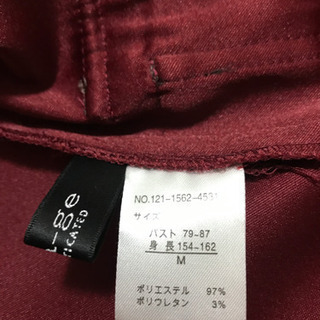 NO.121-1562-453
サイズ
バスト 79-87
身 長 154-162
M
ポリエステル 97%
ポリウレタン 3%